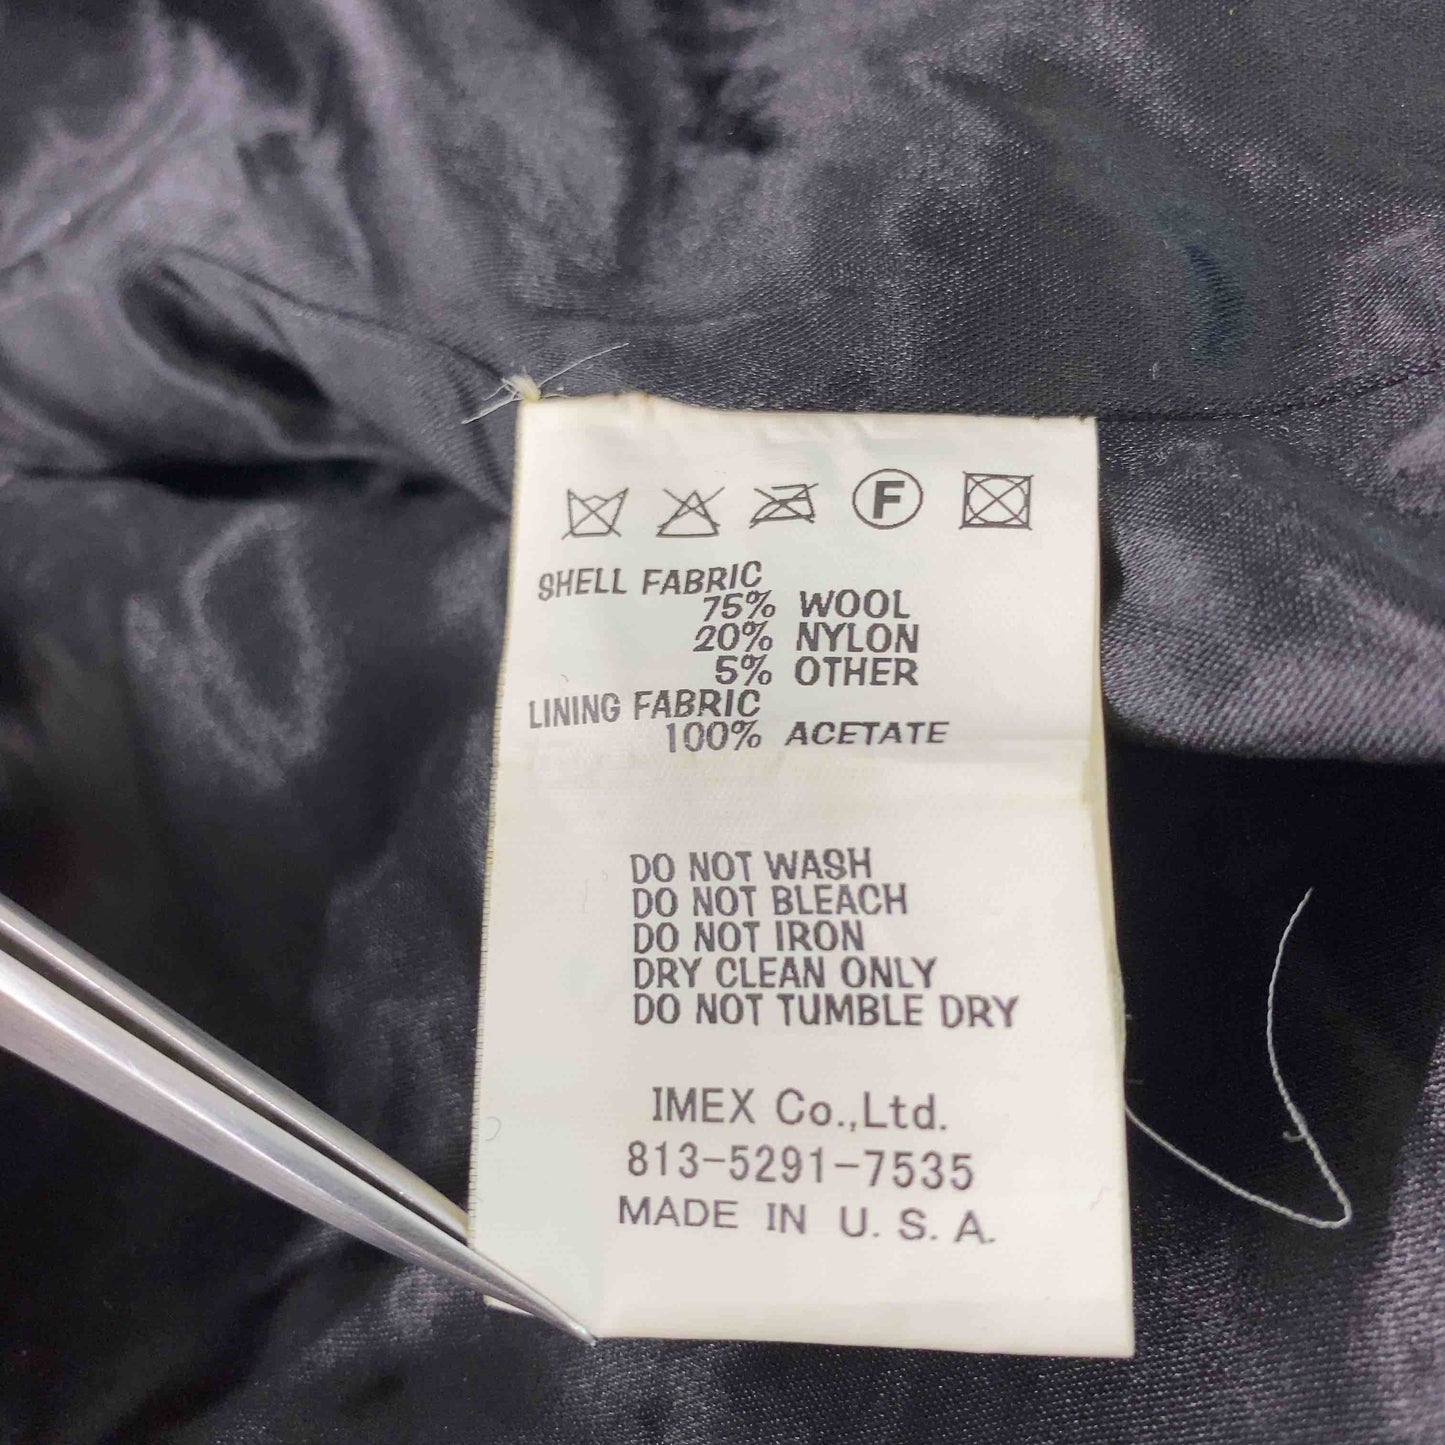 F
SHELL FABRIC
75% WOOL
20% NYLON
5% OTHER
LINING FABRIC
100% ACETATE
DO NOT WASH
DO NOT BLEACH
DO NOT IRON
DRY CLEAN ONLY
DO NOT TUMBLE DRY
IMEX Co.,Ltd.
813-5291-7535
MADE IN U. S. A.